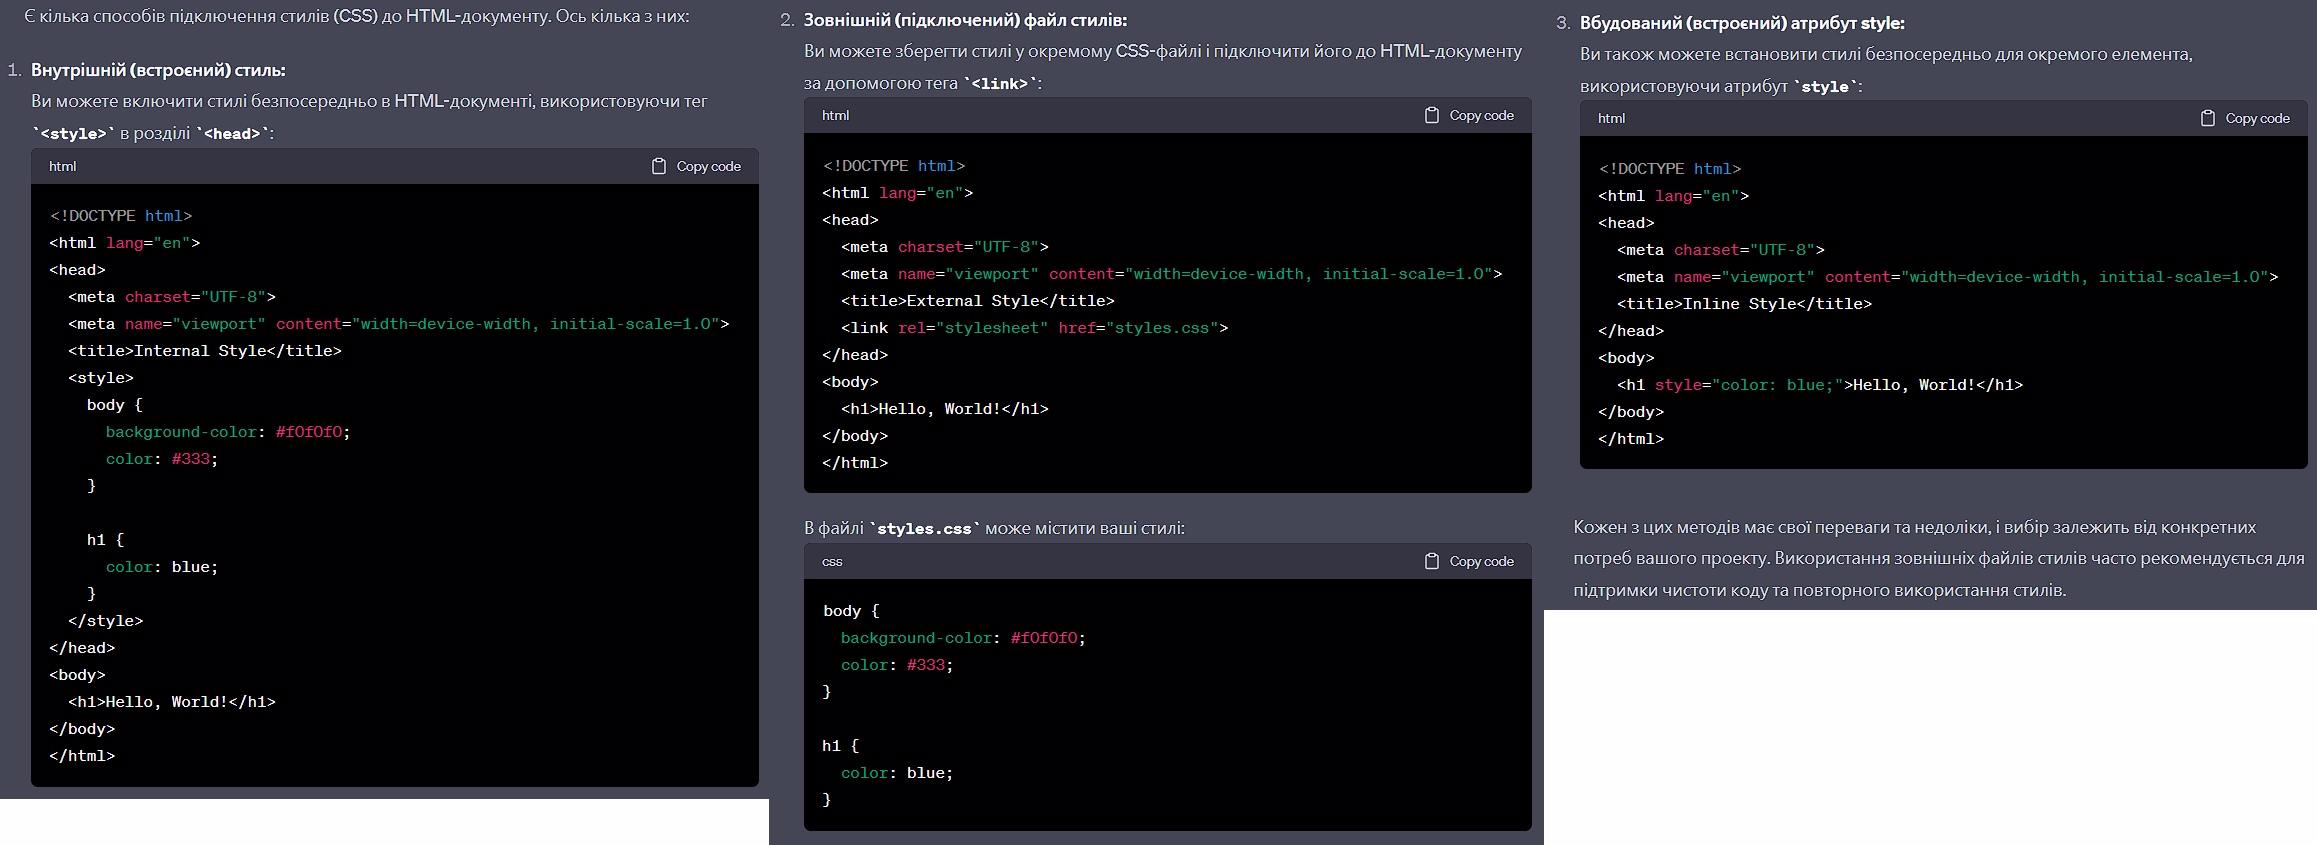 Є кілька способів підключення стилів (CSS) до HTML-документу. Ось кілька з них:
1. Внутрішній (встроєний) стиль:
Ви можете включити стилі безпосередньо в HTML-документі, використовуючи тег
`<style>` в розділі `<head>`:
html Copy code
<!DOCTYPE html>
<html lang="en">
<head>
  <meta charset="UTF-8">
  <meta name="viewport" content="width=device-width, initial-scale=1.0">
  <title>Internal Style</title>
  <style>
    body {
      background-color: #f0f0f0;
      color: #333;
    }

    h1 {
      color: blue;
    }
  </style>
</head>
<body>
  <h1>Hello, World!</h1>
</body>
</html>
2. Зовнішній (підключений) файл стилів:
Ви можете зберегти стилі у окремому CSS-файлі і підключити його до HTML-документу
за допомогою тега `<link>`:
html Copy code
<!DOCTYPE html>
<html lang="en">
<head>
  <meta charset="UTF-8">
  <meta name="viewport" content="width=device-width, initial-scale=1.0">
  <title>External Style</title>
  <link rel="stylesheet" href="styles.css">
</head>
<body>
  <h1>Hello, World!</h1>
</body>
</html>
В файлі `styles.css` може містити ваші стилі:
css Copy code
body {
  background-color: #f0f0f0;
  color: #333;
}

h1 {
  color: blue;
}
3. Вбудований (встроєний) атрибут style:
Ви також можете встановити стилі безпосередньо для окремого елемента,
використовуючи атрибут `style`:
html Copy code
<!DOCTYPE html>
<html lang="en">
<head>
  <meta charset="UTF-8">
  <meta name="viewport" content="width=device-width, initial-scale=1.0">
  <title>Inline Style</title>
</head>
<body>
  <h1 style="color: blue;">Hello, World!</h1>
</body>
</html>
Кожен з цих методів має свої переваги та недоліки, і вибір залежить від конкретних
потреб вашого проекту. Використання зовнішніх файлів стилів часто рекомендується для
підтримки чистоти коду та повторного використання стилів.